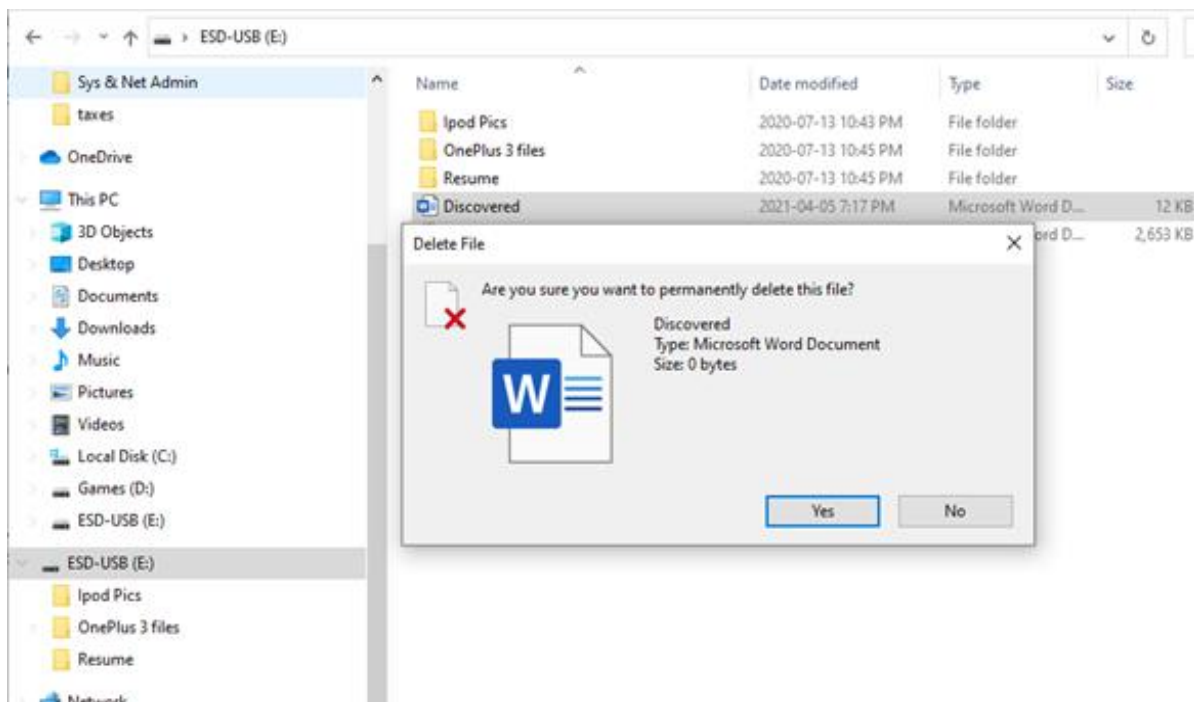 ESD-USB (E:)
Sys & Net Admin
taxes
OneDrive
This PC
3D Objects
Desktop
Documents
Downloads
Music
Pictures
Videos
Local Disk (C:)
Games (D:)
ESD-USB (E:)
ESD-USB (E:)
Ipod Pics
OnePlus 3 files
Resume
Network
Name Date modified Type Size
Ipod Pics 2020-07-13 10:43 PM File folder
OnePlus 3 files 2020-07-13 10:45 PM File folder
Resume 2020-07-13 10:45 PM File folder
Discovered 2021-04-05 7:17 PM Microsoft Word D... 12 KB
ord D... 2,653 KB
Delete File
Are you sure you want to permanently delete this file?
Discovered
Type: Microsoft Word Document
Size: 0 bytes
W
Yes No